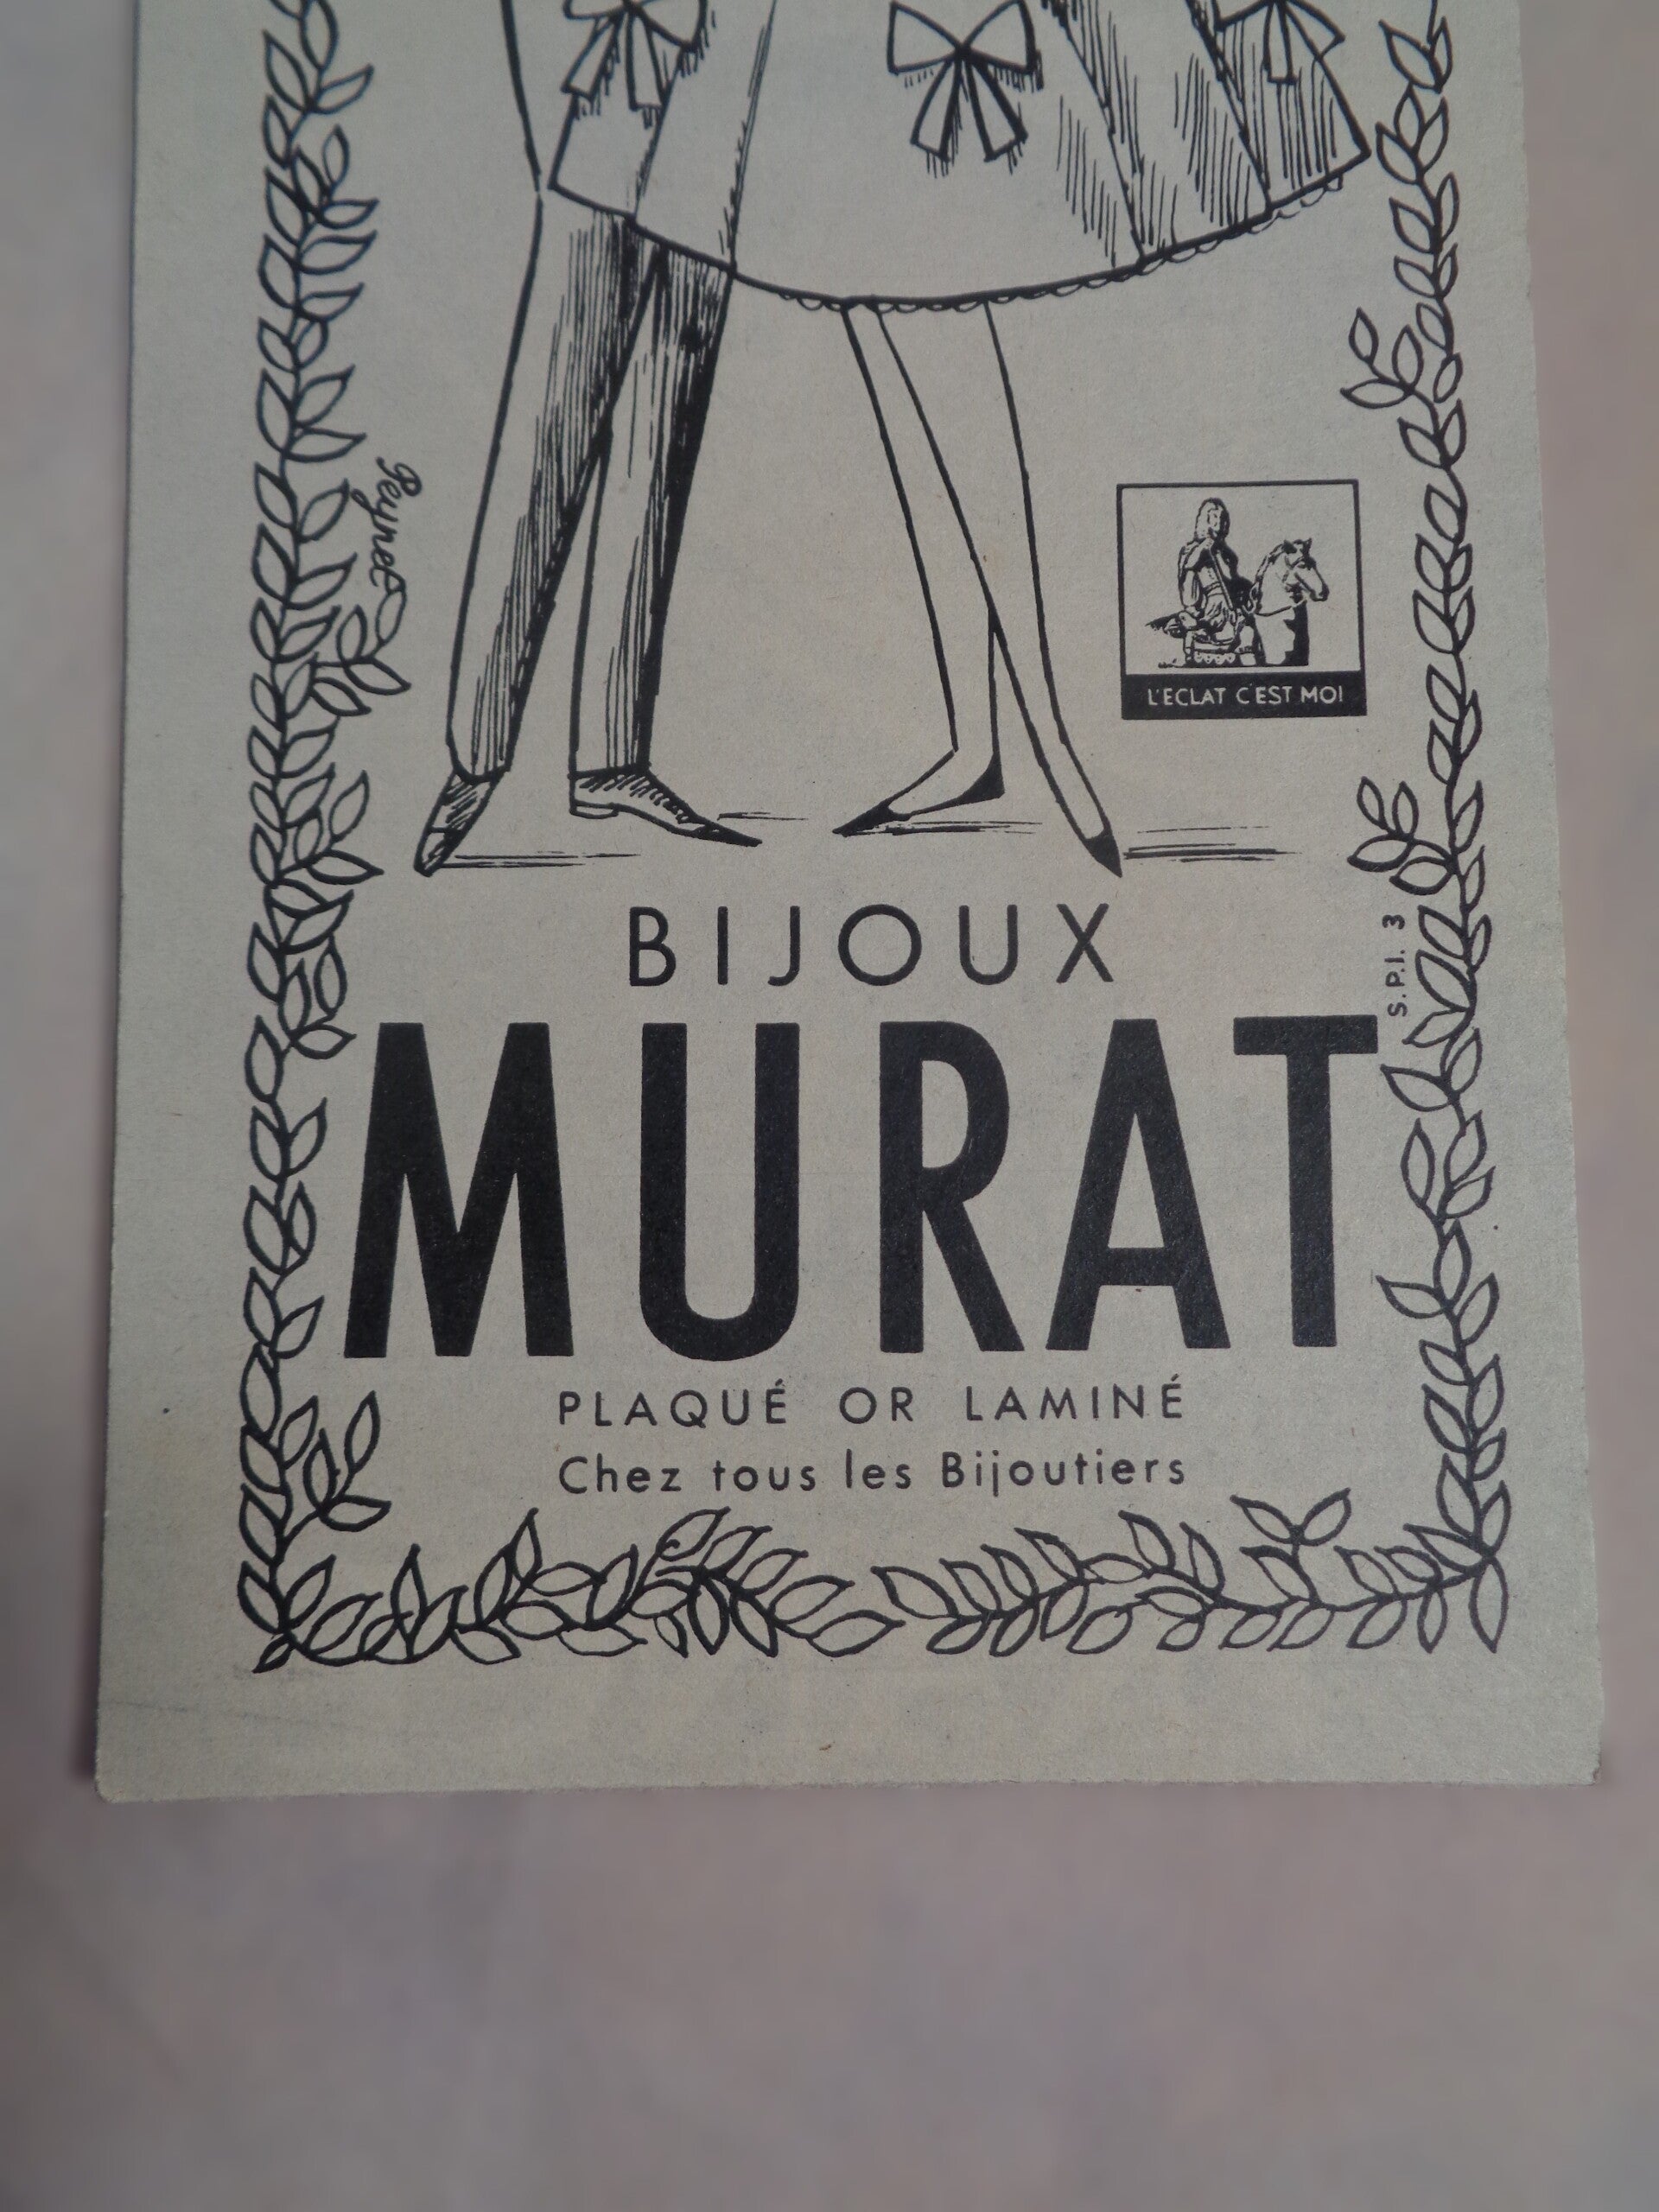 Peynet
L'ECLAT C'EST MOI
BIJOUX
S.P.I. 3
MURAT
PLAQUÉ OR LAMINÉ
Chez tous les Bijoutiers